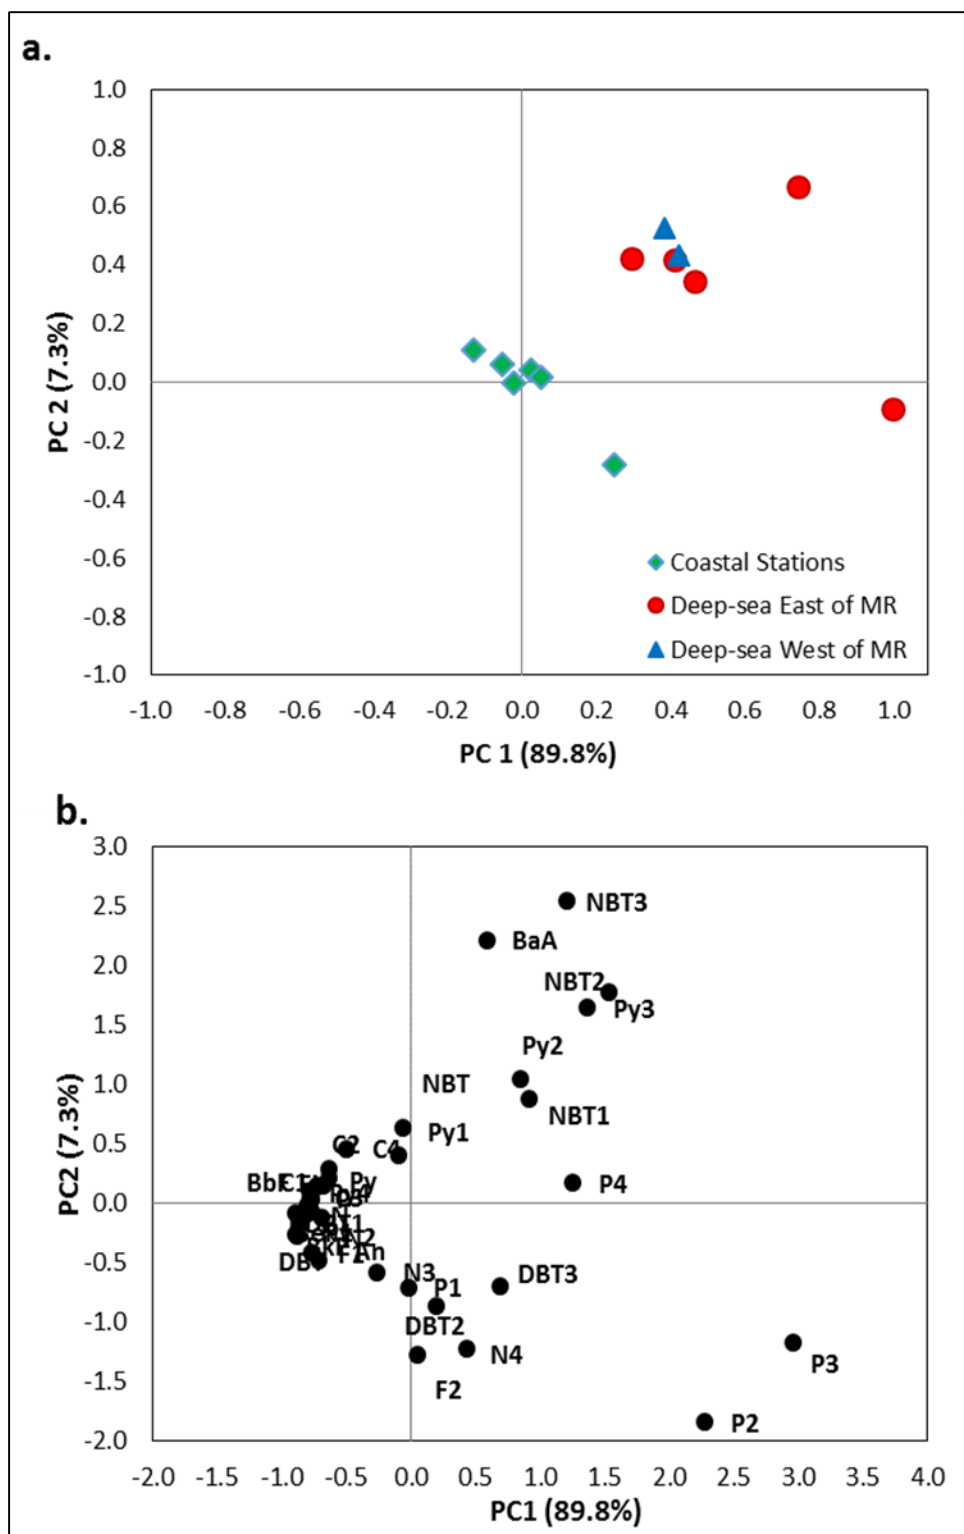 a.
1.0
0.8
0.6
0.4
0.2
0.0
-0.2
-0.4
-0.6
-0.8
-1.0
PC 2 (7.3%)
Coastal Stations
Deep-sea East of MR
Deep-sea West of MR
-1.0 -0.8 -0.6 -0.4 -0.2 0.0 0.2 0.4 0.6 0.8 1.0
PC 1 (89.8%)
b.
3.0
2.5
2.0
1.5
1.0
0.5
0.0
-0.5
-1.0
-1.5
-2.0
PC2 (7.3%)
NBT3
BaA
NBT2
Py3
Py2
NBT
NBT1
Py1
C2
C4
P4
Py
N3
P1
DBT3
DBT2
N4
F2
P3
P2
-2.0 -1.5 -1.0 -0.5 0.0 0.5 1.0 1.5 2.0 2.5 3.0 3.5 4.0
PC1 (89.8%)